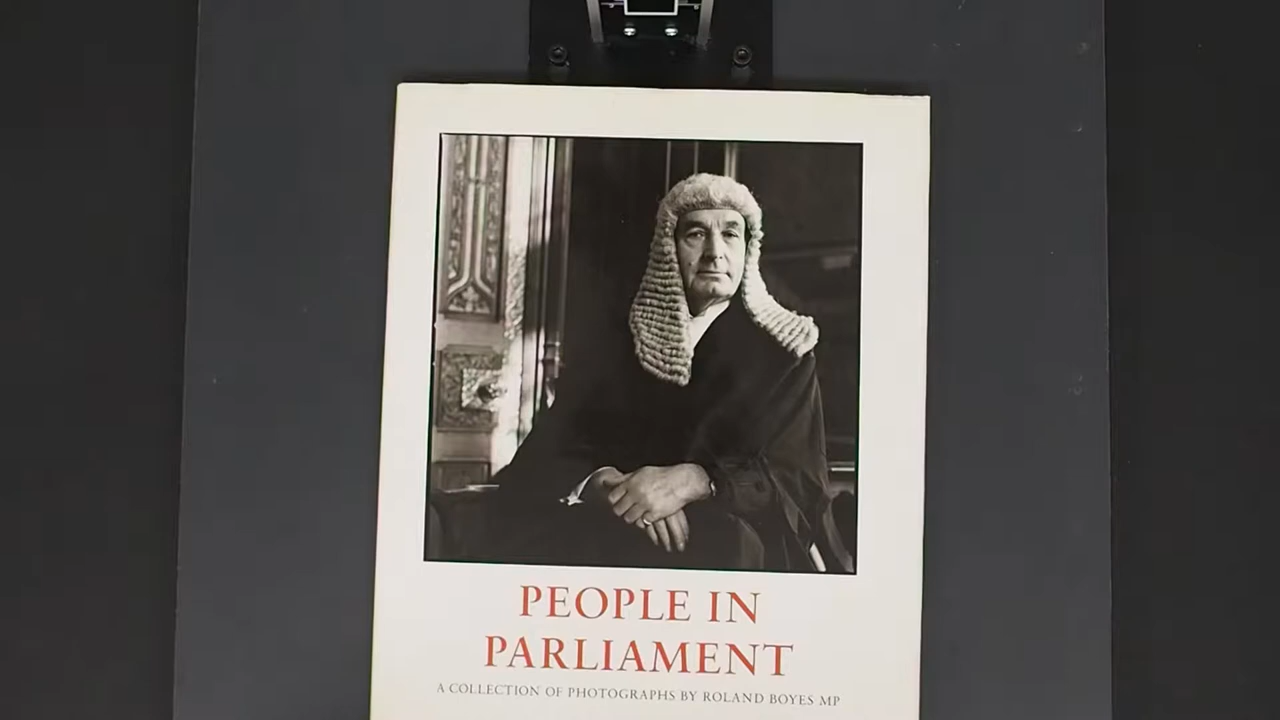 PEOPLE IN
PARLIAMENT
A COLLECTION OF PHOTOGRAPHS BY ROLAND BOYES MP